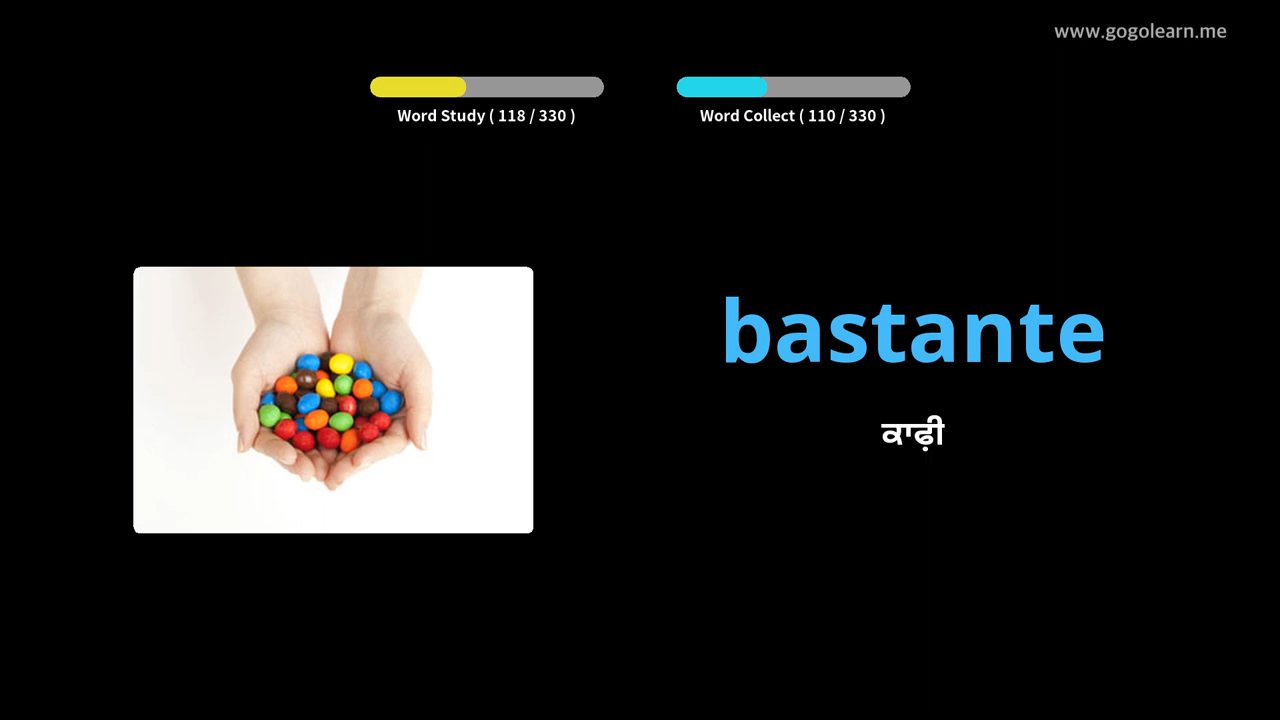 www.gogolearn.me
Word Study ( 118 / 330 )
Word Collect ( 110 / 330 )
bastante
ਕਾਫ਼ੀ